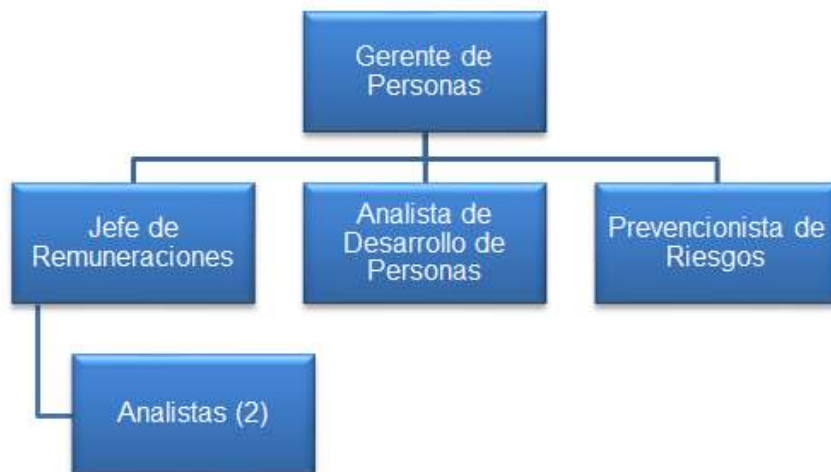 Gerente de
Personas
Jefe de
Remuneraciones
Analista de
Desarrollo de
Personas
Prevencionista de
Riesgos
Analistas (2)